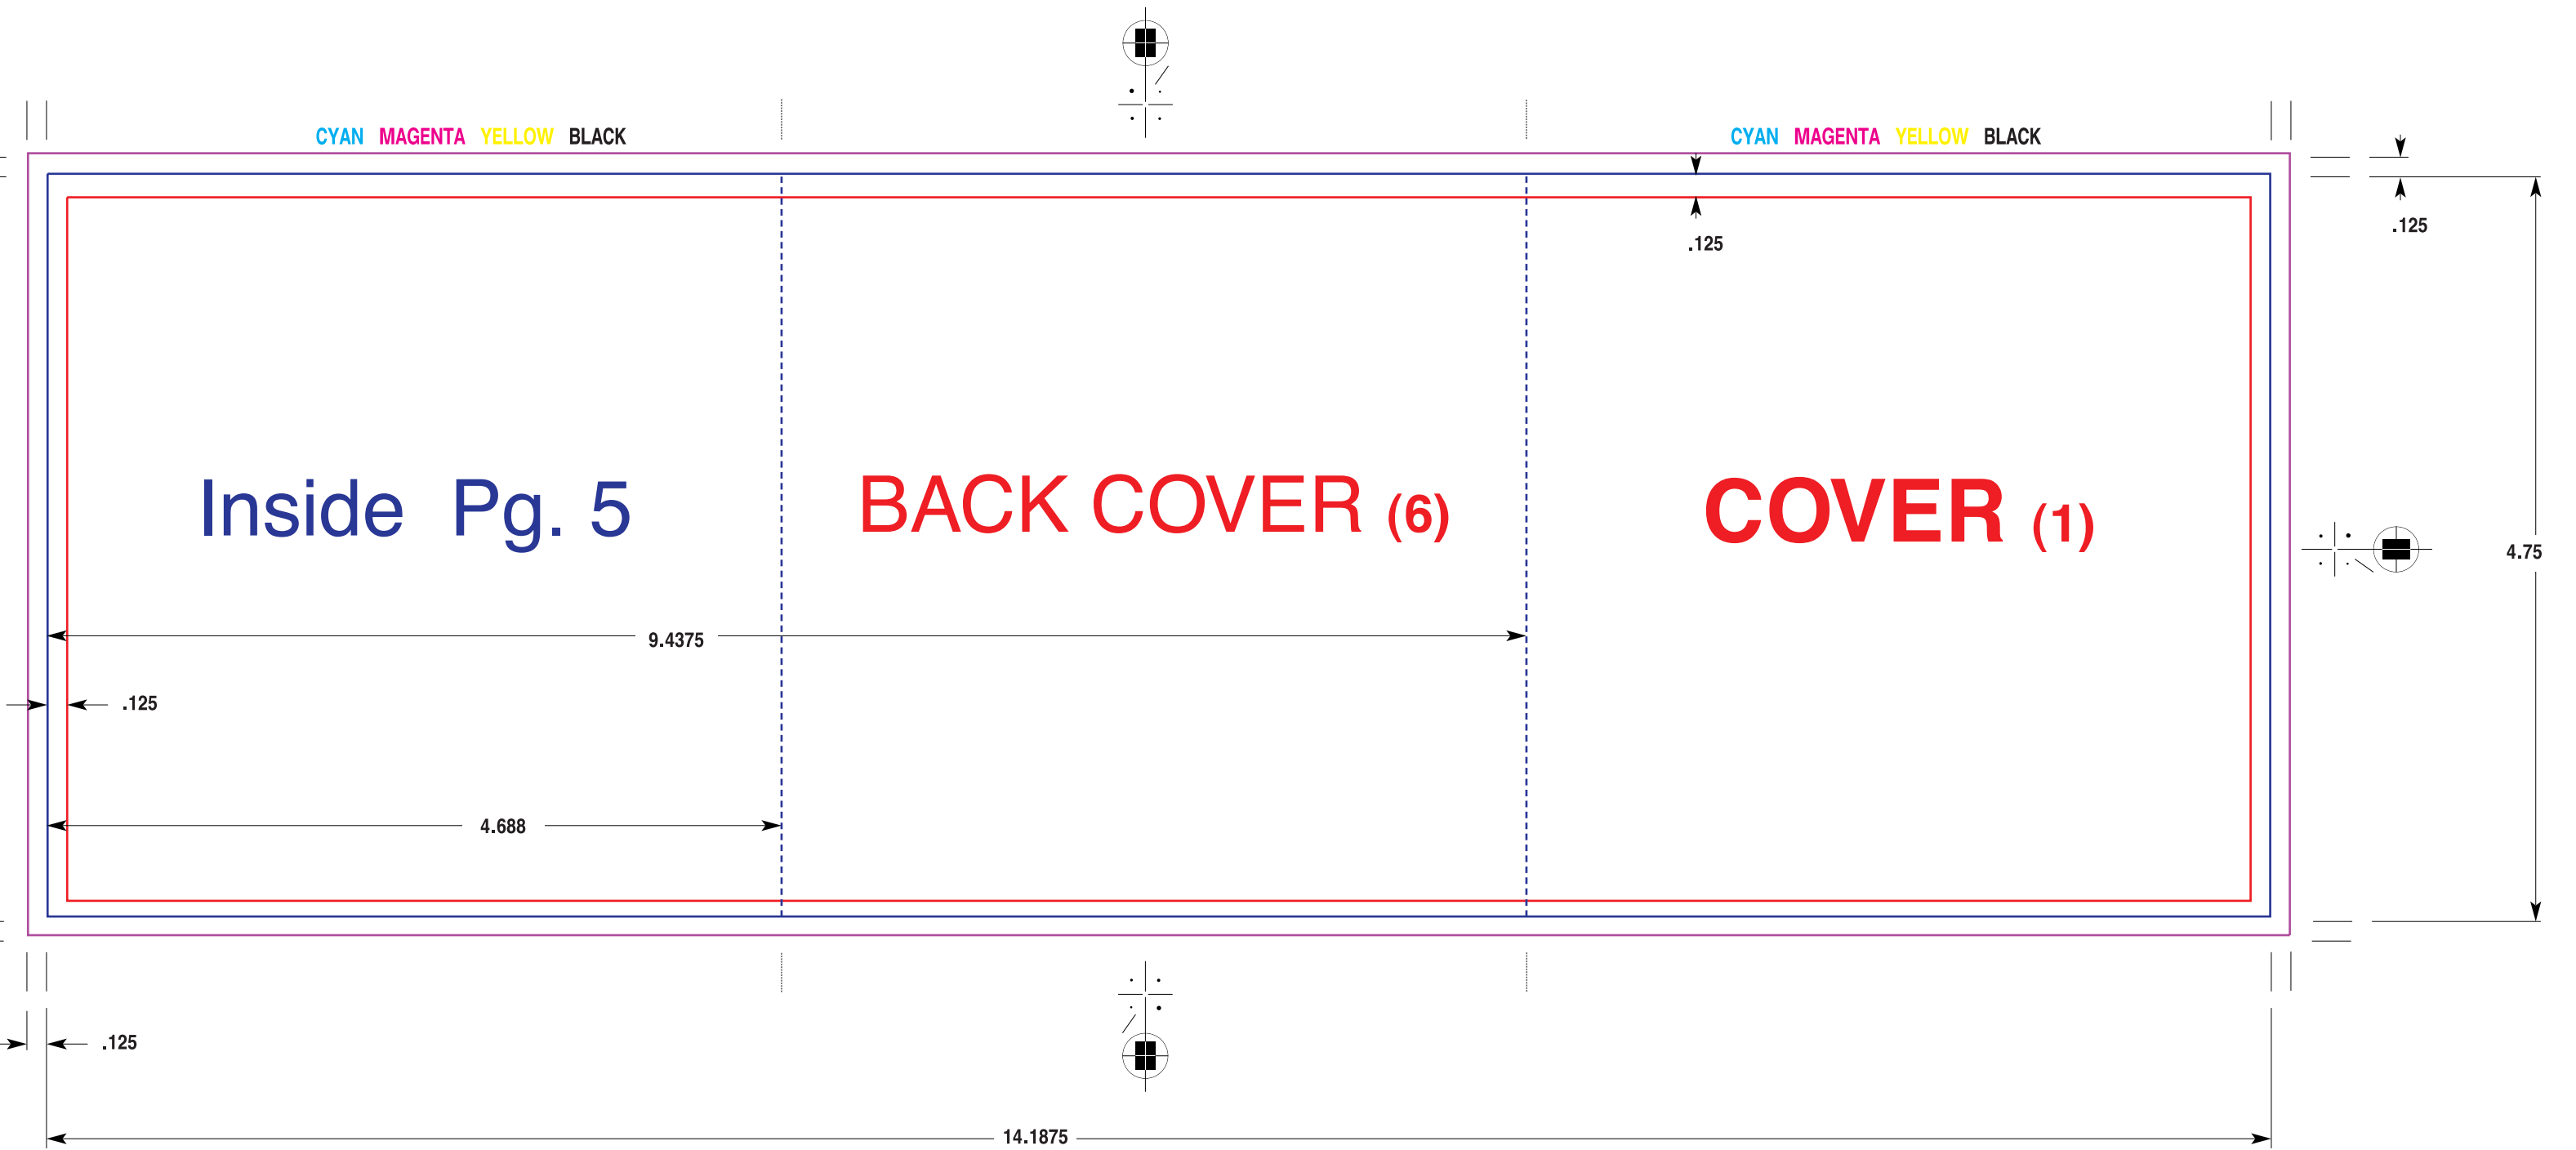 CYAN MAGENTA YELLOW BLACK
CYAN MAGENTA YELLOW BLACK
.125
.125
Inside Pg. 5
BACK COVER (6)
COVER (1)
4.75
9.4375
.125
4.688
.125
14.1875